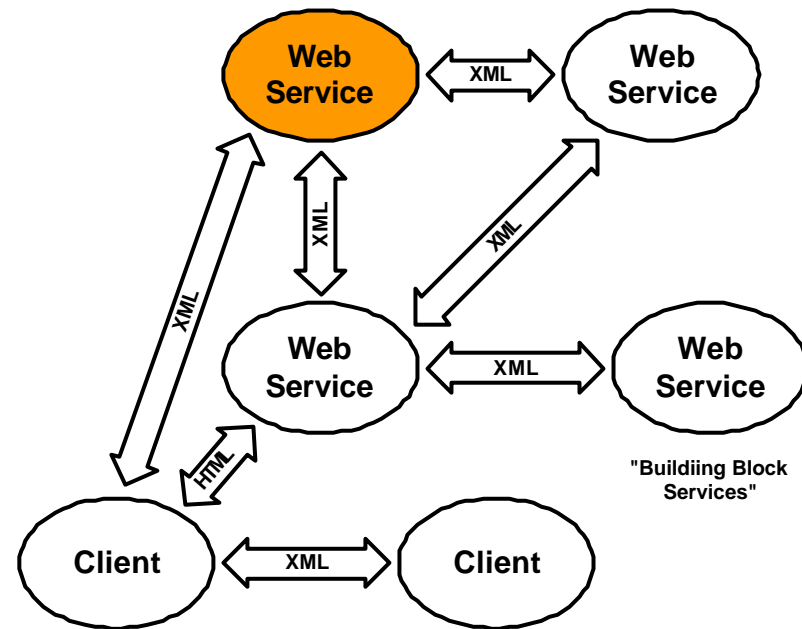 Web
Service
XML
Web
Service
XML
XML
XML
Web
Service
XML
Web
Service
HTML
"Buildiing Block
Services"
Client
XML
Client